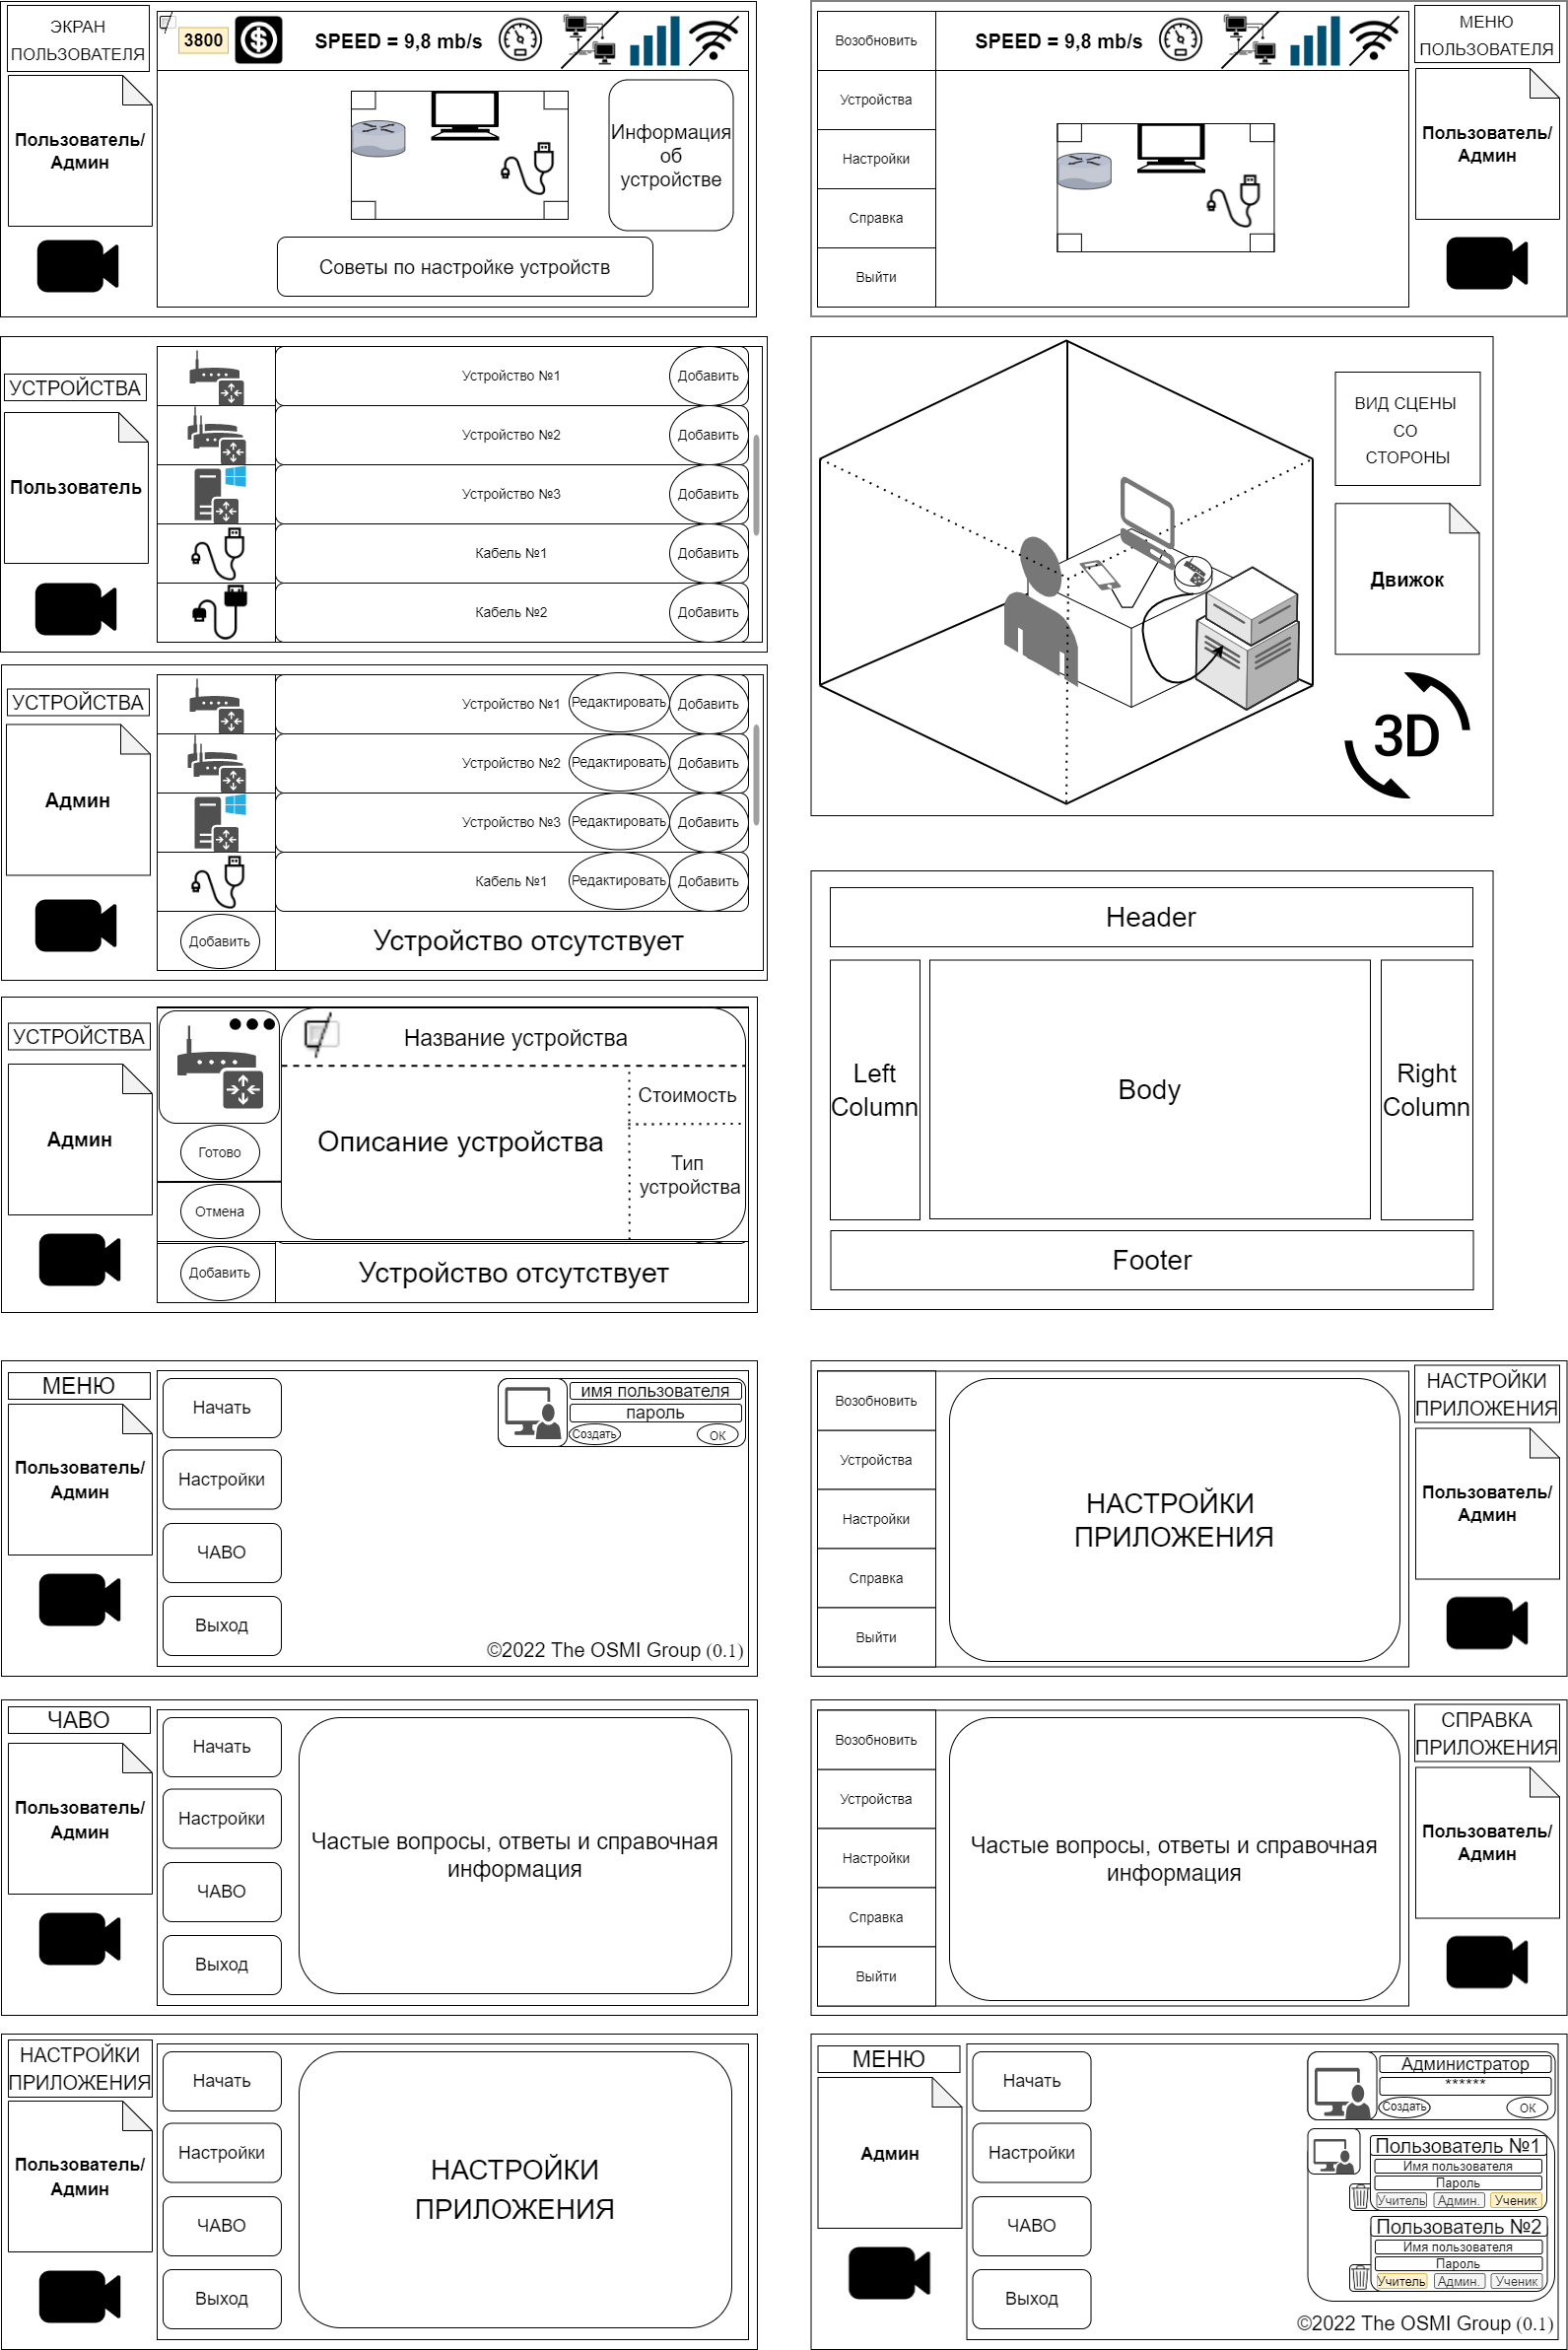 ЭКРАН
ПОЛЬЗОВАТЕЛЯ
Пользователь/
Админ
3800
SPEED = 9,8 mb/s
Информация
об
устройстве
Советы по настройке устройств
Возобновить
Устройства
Настройки
Справка
Выйти
SPEED = 9,8 mb/s
МЕНЮ
ПОЛЬЗОВАТЕЛЯ
Пользователь/
Админ
УСТРОЙСТВА
Пользователь
Устройство №1
Добавить
Устройство №2
Добавить
Устройство №3
Добавить
Кабель №1
Добавить
Кабель №2
Добавить
ВИД СЦЕНЫ
СО
СТОРОНЫ
Движок
3D
УСТРОЙСТВА
Админ
Устройство №1
Редактировать
Добавить
Устройство №2
Редактировать
Добавить
Устройство №3
Редактировать
Добавить
Кабель №1
Редактировать
Добавить
Добавить
Устройство отсутствует
Header
Left
Column
Body
Right
Column
Footer
УСТРОЙСТВА
Админ
Название устройства
Описание устройства
Стоимость
Тип
устройства
Готово
Отмена
Добавить
Устройство отсутствует
МЕНЮ
Пользователь/
Админ
Начать
Настройки
ЧАВО
Выход
имя пользователя
пароль
Создать
ОК
©2022 The OSMI Group (0.1)
Возобновить
Устройства
Настройки
Справка
Выйти
НАСТРОЙКИ
ПРИЛОЖЕНИЯ
НАСТРОЙКИ
ПРИЛОЖЕНИЯ
Пользователь/
Админ
ЧАВО
Пользователь/
Админ
Начать
Настройки
ЧАВО
Выход
Частые вопросы, ответы и справочная
информация
Возобновить
Устройства
Настройки
Справка
Выйти
Частые вопросы, ответы и справочная
информация
СПРАВКА
ПРИЛОЖЕНИЯ
Пользователь/
Админ
НАСТРОЙКИ
ПРИЛОЖЕНИЯ
Пользователь/
Админ
Начать
Настройки
ЧАВО
Выход
НАСТРОЙКИ
ПРИЛОЖЕНИЯ
МЕНЮ
Админ
Начать
Настройки
ЧАВО
Выход
Администратор
******
Создать
ОК
Пользователь №1
Имя пользователя
Пароль
Учитель Админ. Ученик
Пользователь №2
Имя пользователя
Пароль
Учитель Админ. Ученик
©2022 The OSMI Group (0.1)